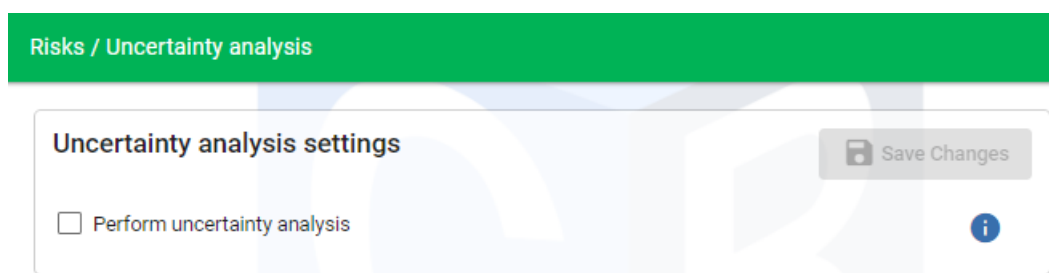 Risks / Uncertainty analysis
Uncertainty analysis settings
Save Changes
Perform uncertainty analysis